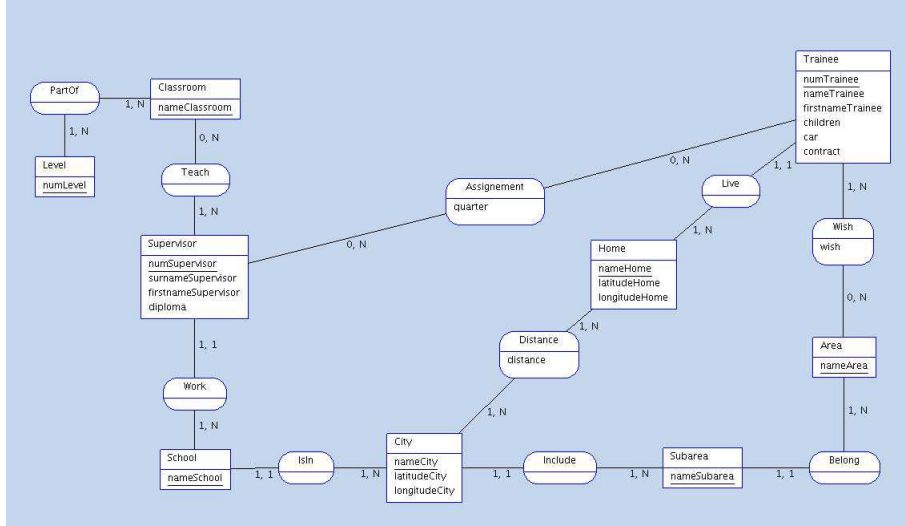 Trainee
numTrainee
nameTrainee
firstnameTrainee
children
car
contract
PartOf
1, N
Classroom
nameClassroom
1, N
0, N
Level
numLevel
Teach
1, N
Assignement
quarter
0, N
0, N
Live
1, 1
1, N
1, N
Wish
wish
0, N
Supervisor
numSupervisor
surnameSupervisor
firstnameSupervisor
diploma
Home
nameHome
latitudeHome
longitudeHome
1, 1
Distance
distance
1, N
1, N
Area
nameArea
1, N
Work
1, N
School
nameSchool
1, 1
IsIn
1, N
City
nameCity
latitudeCity
longitudeCity
1, 1
Include
1, N
Subarea
nameSubarea
1, 1
Belong